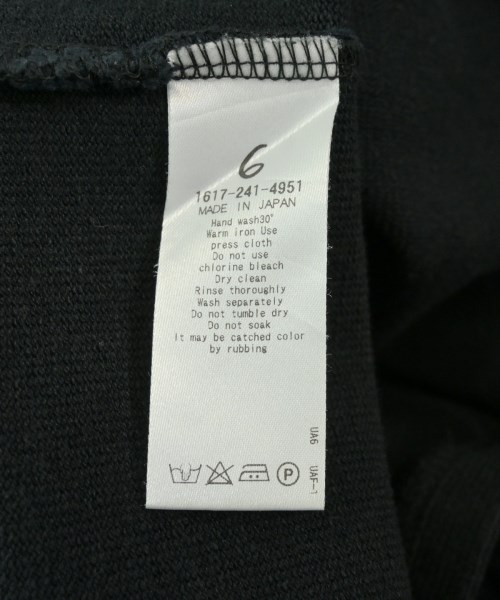 6
1617-241-4951
MADE IN JAPAN
Hand wash30°
Warm iron Use
press cloth
Do not use
chlorine bleach
Dry clean
Rinse thoroughly
Wash separately
Do not tumble dry
Do not soak
It may be catched color
by rubbing
UA6 UAF-1
P